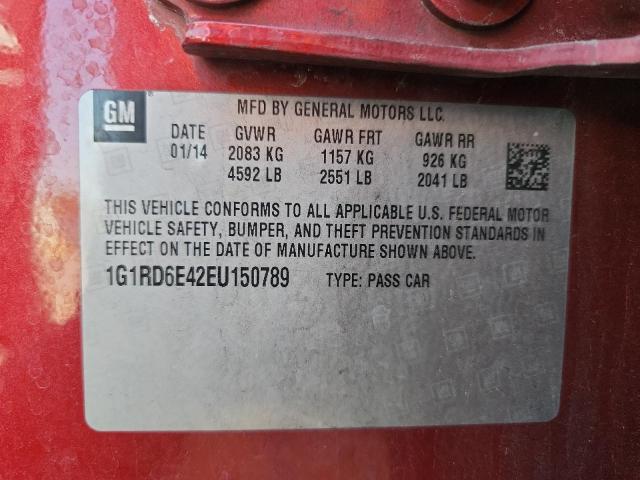 GM
MFD BY GENERAL MOTORS LLC.
DATE GVWR GAWR FRT GAWR RR
01/14 2083 KG 1157 KG 926 KG
4592 LB 2551 LB 2041 LB
THIS VEHICLE CONFORMS TO ALL APPLICABLE U.S. FEDERAL MOTOR
VEHICLE SAFETY, BUMPER, AND THEFT PREVENTION STANDARDS IN
EFFECT ON THE DATE OF MANUFACTURE SHOWN ABOVE.
1G1RD6E42EU150789 TYPE: PASS CAR